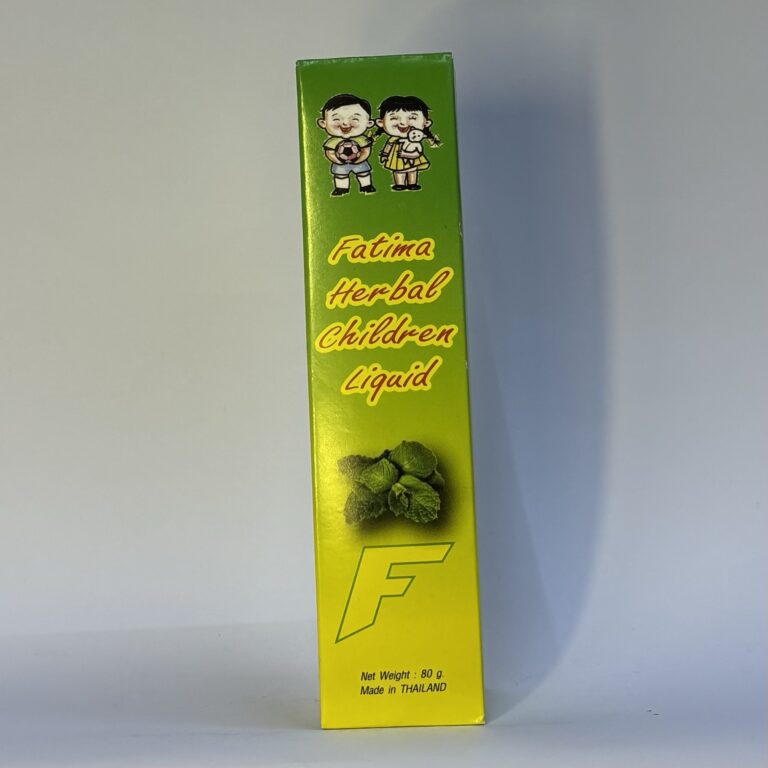 Fatima
Herbal
Children
Liquid
F
Net Weight : 80 g.
Made in THAILAND